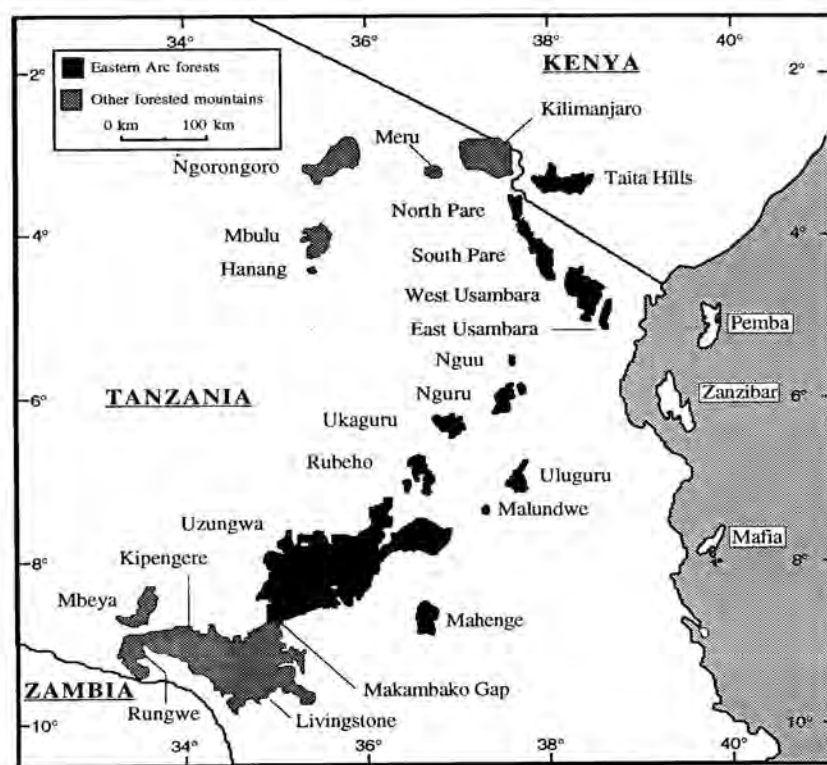 34°
36°
38°
40°
Eastern Arc forests
Other forested mountains
0 km 100 km
KENYA
2°
2°
Kilimanjaro
Meru
Ngorongoro
Taita Hills
North Pare
4°
Mbulu
South Pare
4°
Hanang
West Usambara
East Usambara
Pemba
Nguu
TANZANIA
Nguru
Zanzibar
6°
6°
Ukaguru
Rubeho
Uluguru
Malundwe
Uzungwa
Mafia
Kipengere
8°
8°
Mbeya
Mahenge
ZAMBIA
Makambako Gap
Rungwe
Livingstone
10°
10°
34°
36°
38°
40°